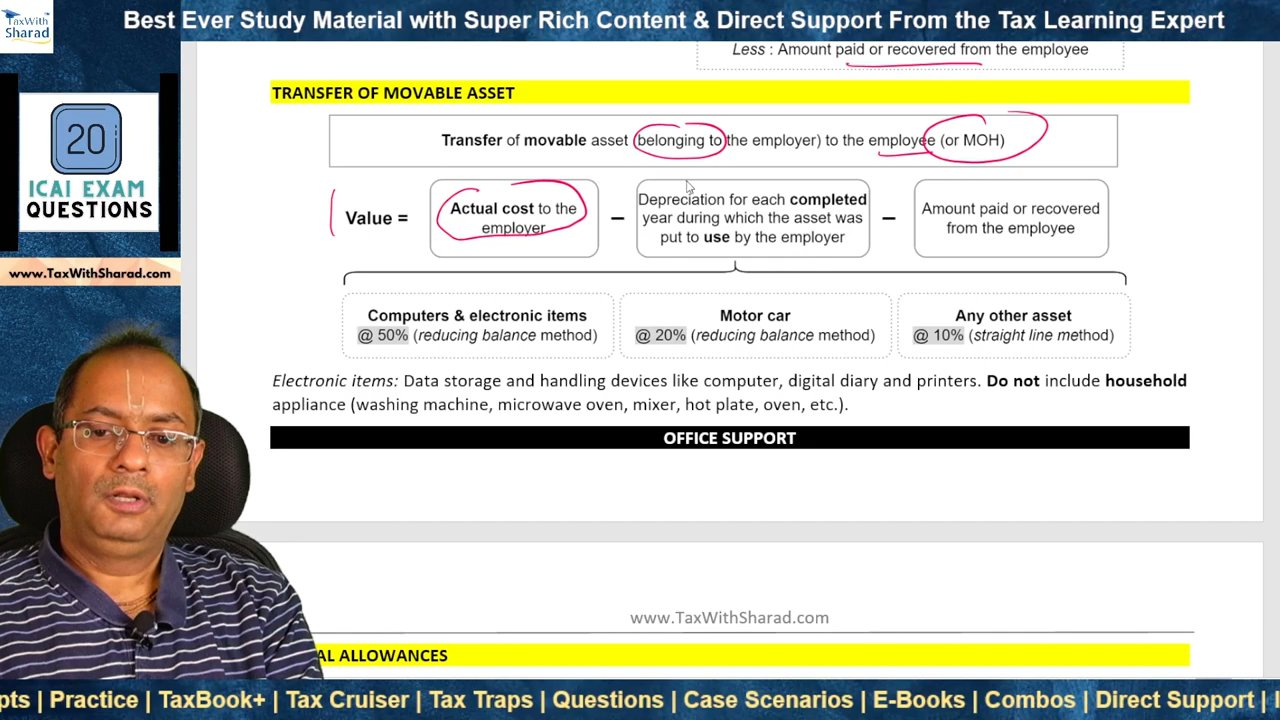 TaxWith
Sharad
Best Ever Study Material with Super Rich Content & Direct Support From the Tax Learning Expert
Less : Amount paid or recovered from the employee
TRANSFER OF MOVABLE ASSET
Transfer of movable asset (belonging to the employer) to the employee (or MOH)
20
ICAI EXAM
QUESTIONS
www.TaxWithSharad.com
Value =
Actual cost to the
employer
–
Depreciation for each completed
year during which the asset was
put to use by the employer
–
Amount paid or recovered
from the employee
Computers & electronic items
@ 50% (reducing balance method)
Motor car
@ 20% (reducing balance method)
Any other asset
@ 10% (straight line method)
Electronic items: Data storage and handling devices like computer, digital diary and printers. Do not include household
appliance (washing machine, microwave oven, mixer, hot plate, oven, etc.).
OFFICE SUPPORT
www.TaxWithSharad.com
AL ALLOWANCES
pts | Practice | TaxBook+ | Tax Cruiser | Tax Traps | Questions | Case Scenarios | E-Books | Combos | Direct Support |